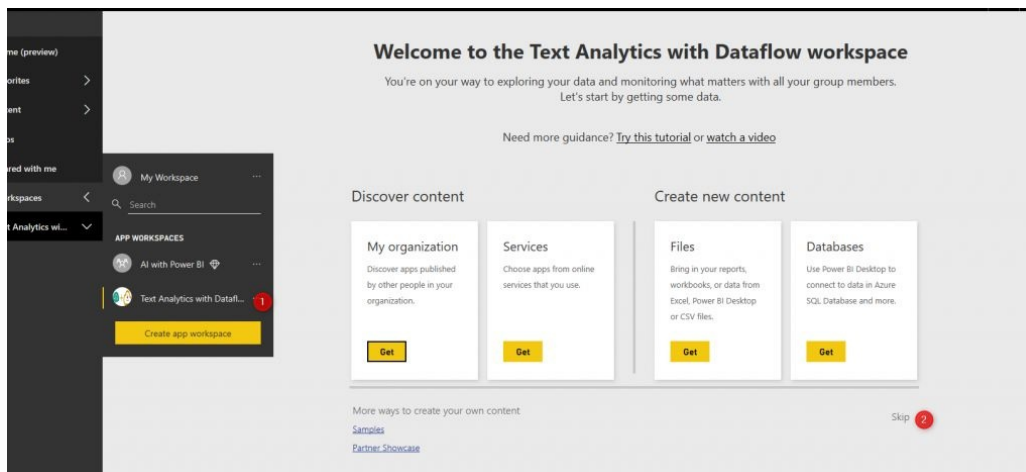 Welcome to the Text Analytics with Dataflow workspace
You're on your way to exploring your data and monitoring what matters with all your group members.
Let's start by getting some data.
Need more guidance? Try this tutorial or watch a video
me (preview)
orites
ent
ps
ared with me
rkspaces
t Analytics wi...
My Workspace
...
Search
APP WORKSPACES
AI with Power BI
...
Text Analytics with Datafl...
1
Create app workspace
Discover content
My organization
Discover apps published
by other people in your
organization.
Get
Services
Choose apps from online
services that you use.
Get
Create new content
Files
Bring in your reports,
workbooks, or data from
Excel, Power BI Desktop
or CSV files.
Get
Databases
Use Power BI Desktop to
connect to data in Azure
SQL Database and more.
Get
More ways to create your own content
Samples
Partner Showcase
Skip 2